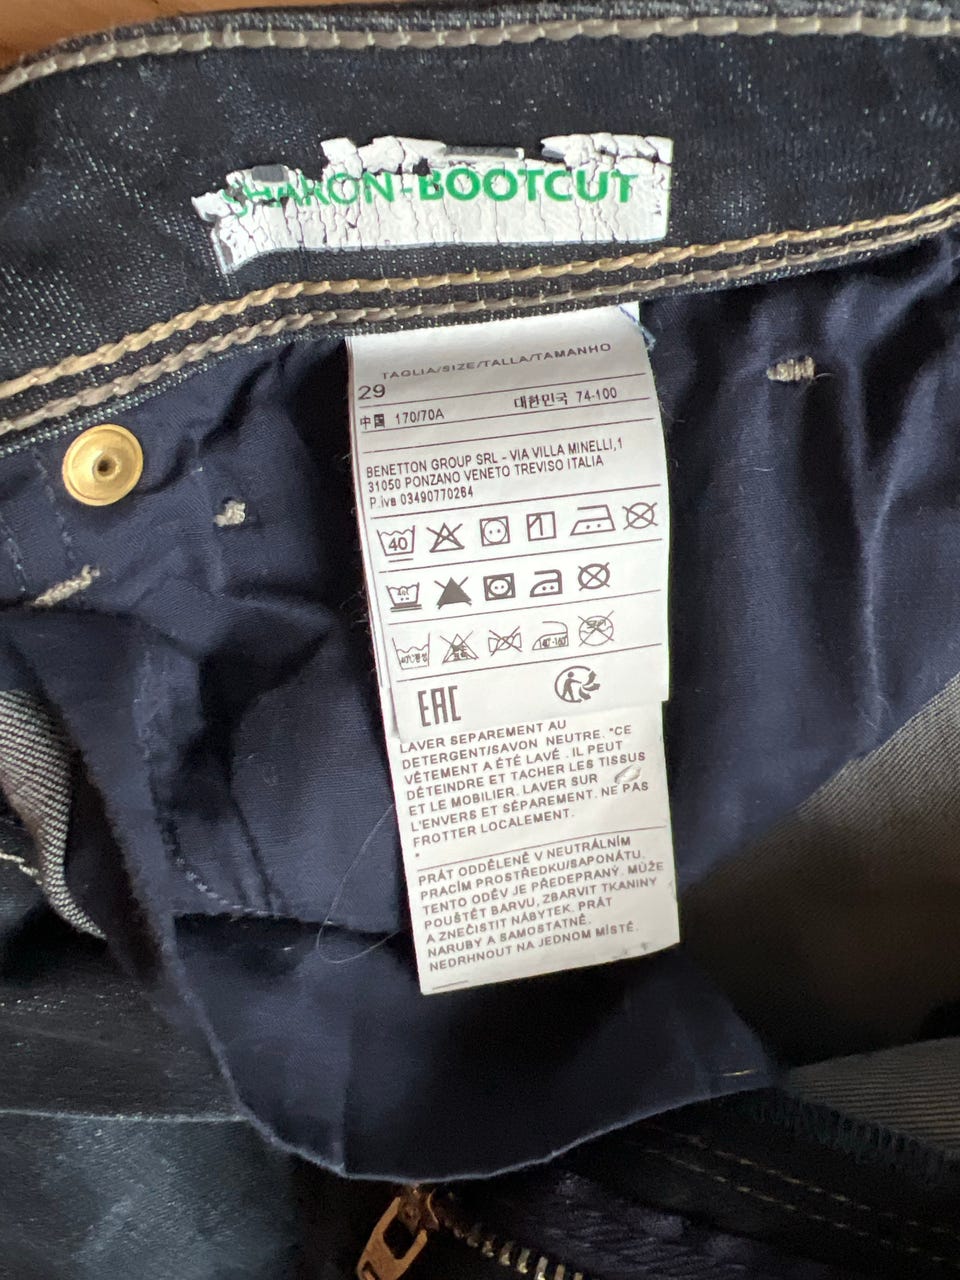 SHARON-BOOTCUT
TAGLIA/SIZE/TALLA/TAMANHO
29
中国 170/70A 대한민국 74-100
BENETTON GROUP SRL - VIA VILLA MINELLI,1
31050 PONZANO VENETO TREVISO ITALIA
P.iva 03490770264
40
EAC
LAVER SEPAREMENT AU
DETERGENT/SAVON NEUTRE. "CE
VÊTEMENT A ÉTÉ LAVÉ . IL PEUT
DÉTEINDRE ET TACHER LES TISSUS
ET LE MOBILIER. LAVER SUR
L'ENVERS ET SÉPAREMENT. NE PAS
FROTTER LOCALEMENT.
"
PRÁT ODDĚLENĚ V NEUTRÁLNÍM
PRACÍM PROSTŘEDKU/SAPONÁTU.
TENTO ODĚV JE PŘEDEPRANÝ. MŮŽE
POUŠTĚT BARVU, ZBARVIT TKANINY
A ZNEČISTIT NÁBYTEK. PRÁT
NARUBY A SAMOSTATNĚ.
NEDRHNOUT NA JEDNOM MÍSTĚ.